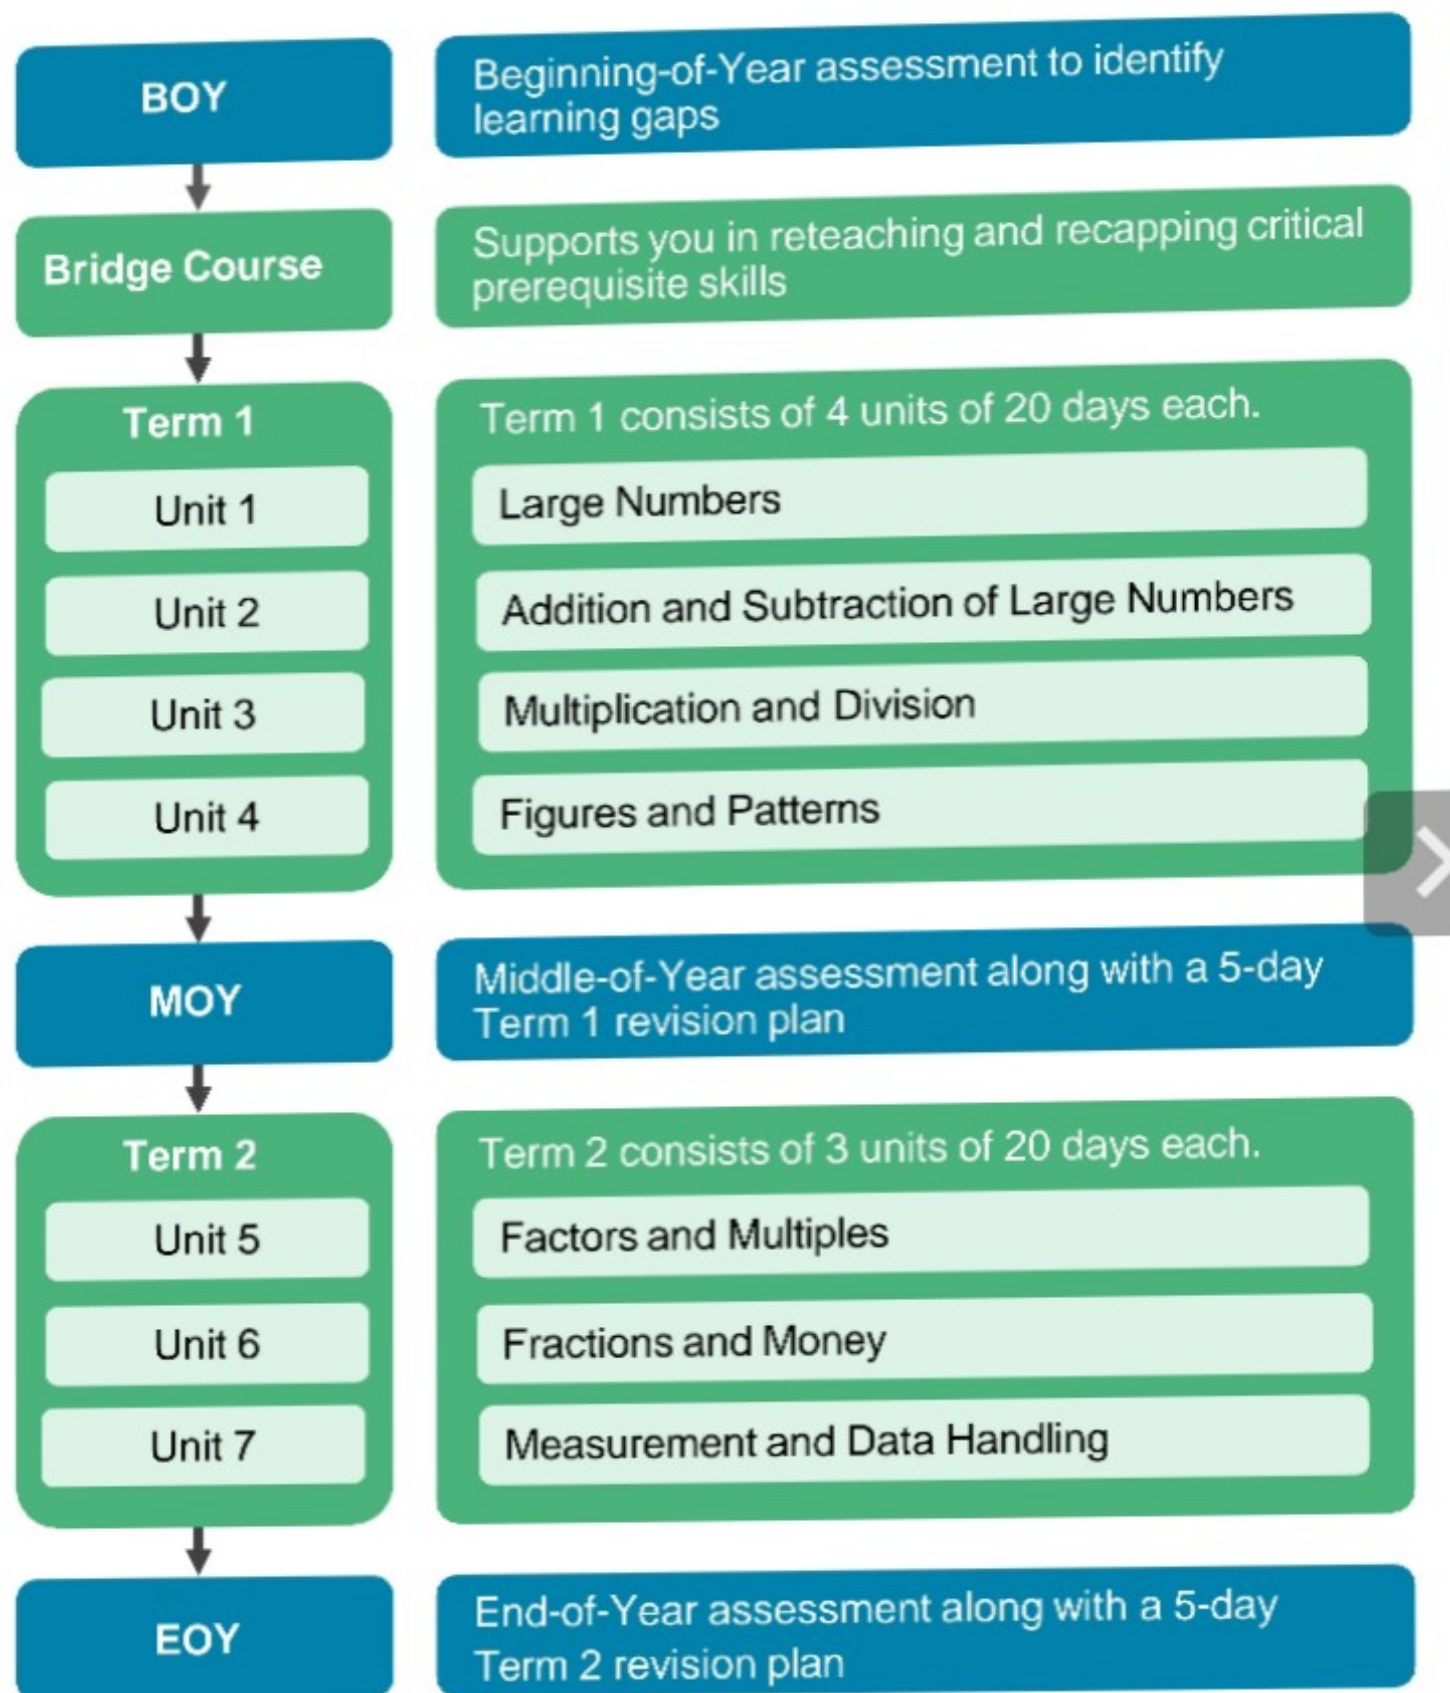 BOY
Beginning-of-Year assessment to identify
learning gaps
Bridge Course
Supports you in reteaching and recapping critical
prerequisite skills
Term 1
Term 1 consists of 4 units of 20 days each.
Unit 1
Large Numbers
Unit 2
Addition and Subtraction of Large Numbers
Unit 3
Multiplication and Division
Unit 4
Figures and Patterns
MOY
Middle-of-Year assessment along with a 5-day
Term 1 revision plan
Term 2
Term 2 consists of 3 units of 20 days each.
Unit 5
Factors and Multiples
Unit 6
Fractions and Money
Unit 7
Measurement and Data Handling
EOY
End-of-Year assessment along with a 5-day
Term 2 revision plan